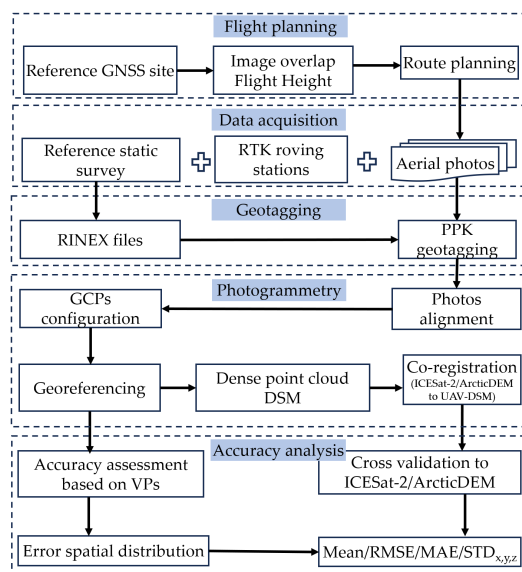 Flight planning
Reference GNSS site
Image overlap
Flight Height
Route planning
Data acquisition
Reference static
survey
RTK roving
stations
Aerial photos
Geotagging
RINEX files
PPK
geotagging
Photogrammetry
GCPs
configuration
Photos
alignment
Georeferencing
Dense point cloud
DSM
Co-registration
(ICESat-2/ArcticDEM
to UAV-DSM)
Accuracy analysis
Accuracy assessment
based on VPs
Cross validation to
ICESat-2/ArcticDEM
Error spatial distribution
Mean/RMSE/MAE/STDx,y,z